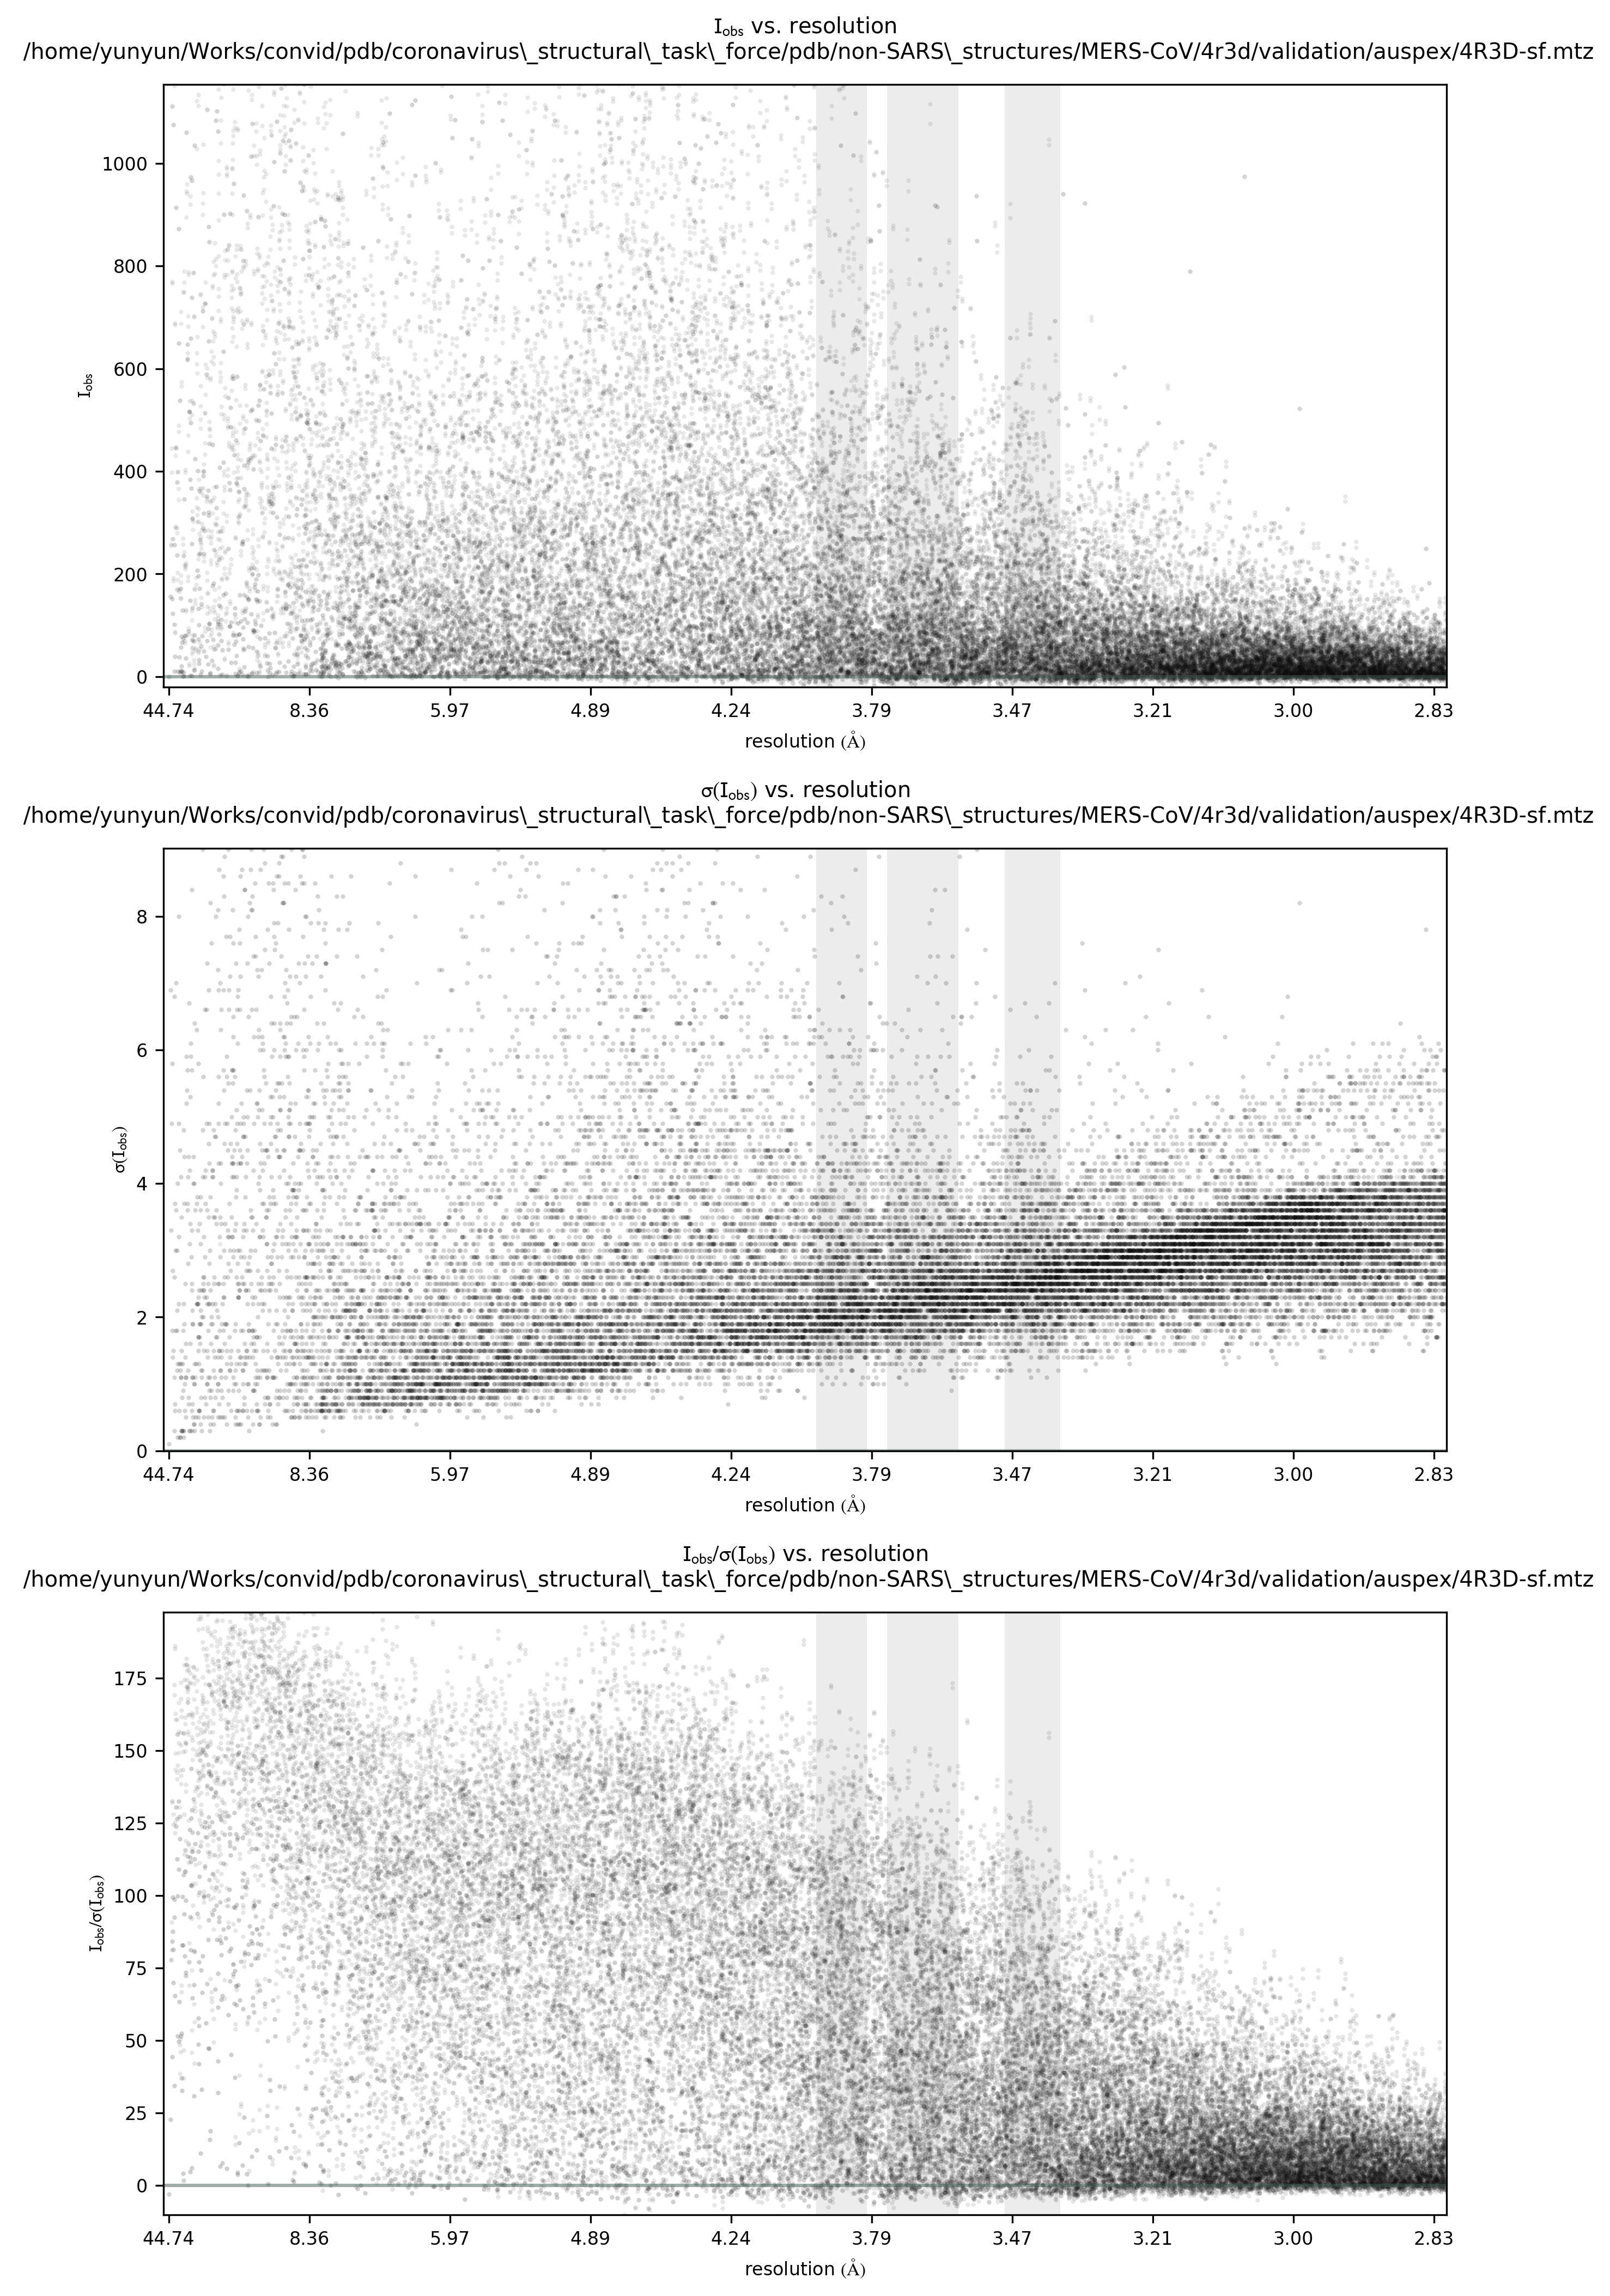 I_obs vs. resolution
/home/yunyun/Works/convid/pdb/coronavirus\_structural\_task\_force/pdb/non-SARS\_structures/MERS-CoV/4r3d/validation/auspex/4R3D-sf.mtz
1000
800
600
400
200
0
I_obs
44.74 8.36 5.97 4.89 4.24 3.79 3.47 3.21 3.00 2.83
resolution (Å)
σ(I_obs) vs. resolution
/home/yunyun/Works/convid/pdb/coronavirus\_structural\_task\_force/pdb/non-SARS\_structures/MERS-CoV/4r3d/validation/auspex/4R3D-sf.mtz
8
6
4
2
0
σ(I_obs)
44.74 8.36 5.97 4.89 4.24 3.79 3.47 3.21 3.00 2.83
resolution (Å)
I_obs/σ(I_obs) vs. resolution
/home/yunyun/Works/convid/pdb/coronavirus\_structural\_task\_force/pdb/non-SARS\_structures/MERS-CoV/4r3d/validation/auspex/4R3D-sf.mtz
175
150
125
100
75
50
25
0
I_obs/σ(I_obs)
44.74 8.36 5.97 4.89 4.24 3.79 3.47 3.21 3.00 2.83
resolution (Å)